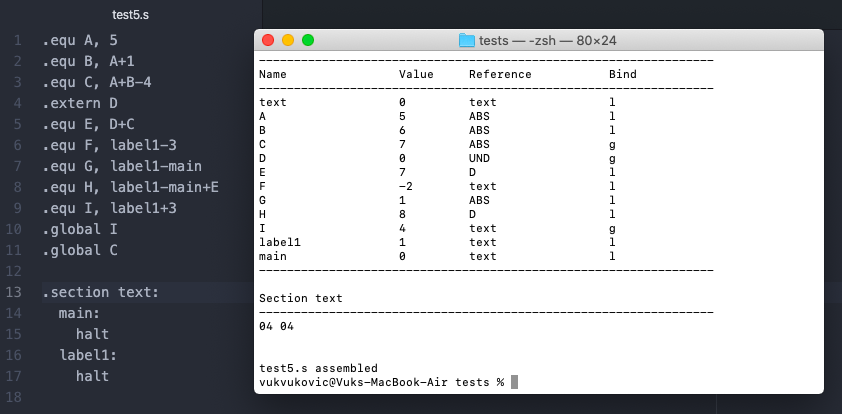 test5.s
1 .equ A, 5
2 .equ B, A+1
3 .equ C, A+B-4
4 .extern D
5 .equ E, D+C
6 .equ F, label1-3
7 .equ G, label1-main
8 .equ H, label1-main+E
9 .equ I, label1+3
10 .global I
11 .global C
12
13 .section text:
14 main:
15 halt
16 label1:
17 halt
18
tests — -zsh — 80×24
Name Value Reference Bind
text 0 text l
A 5 ABS l
B 6 ABS l
C 7 ABS g
D 0 UND g
E 7 D l
F -2 text l
G 1 ABS l
H 8 D l
I 4 text g
label1 1 text l
main 0 text l
Section text
04 04
test5.s assembled
vukvukovic@Vuks-MacBook-Air tests %